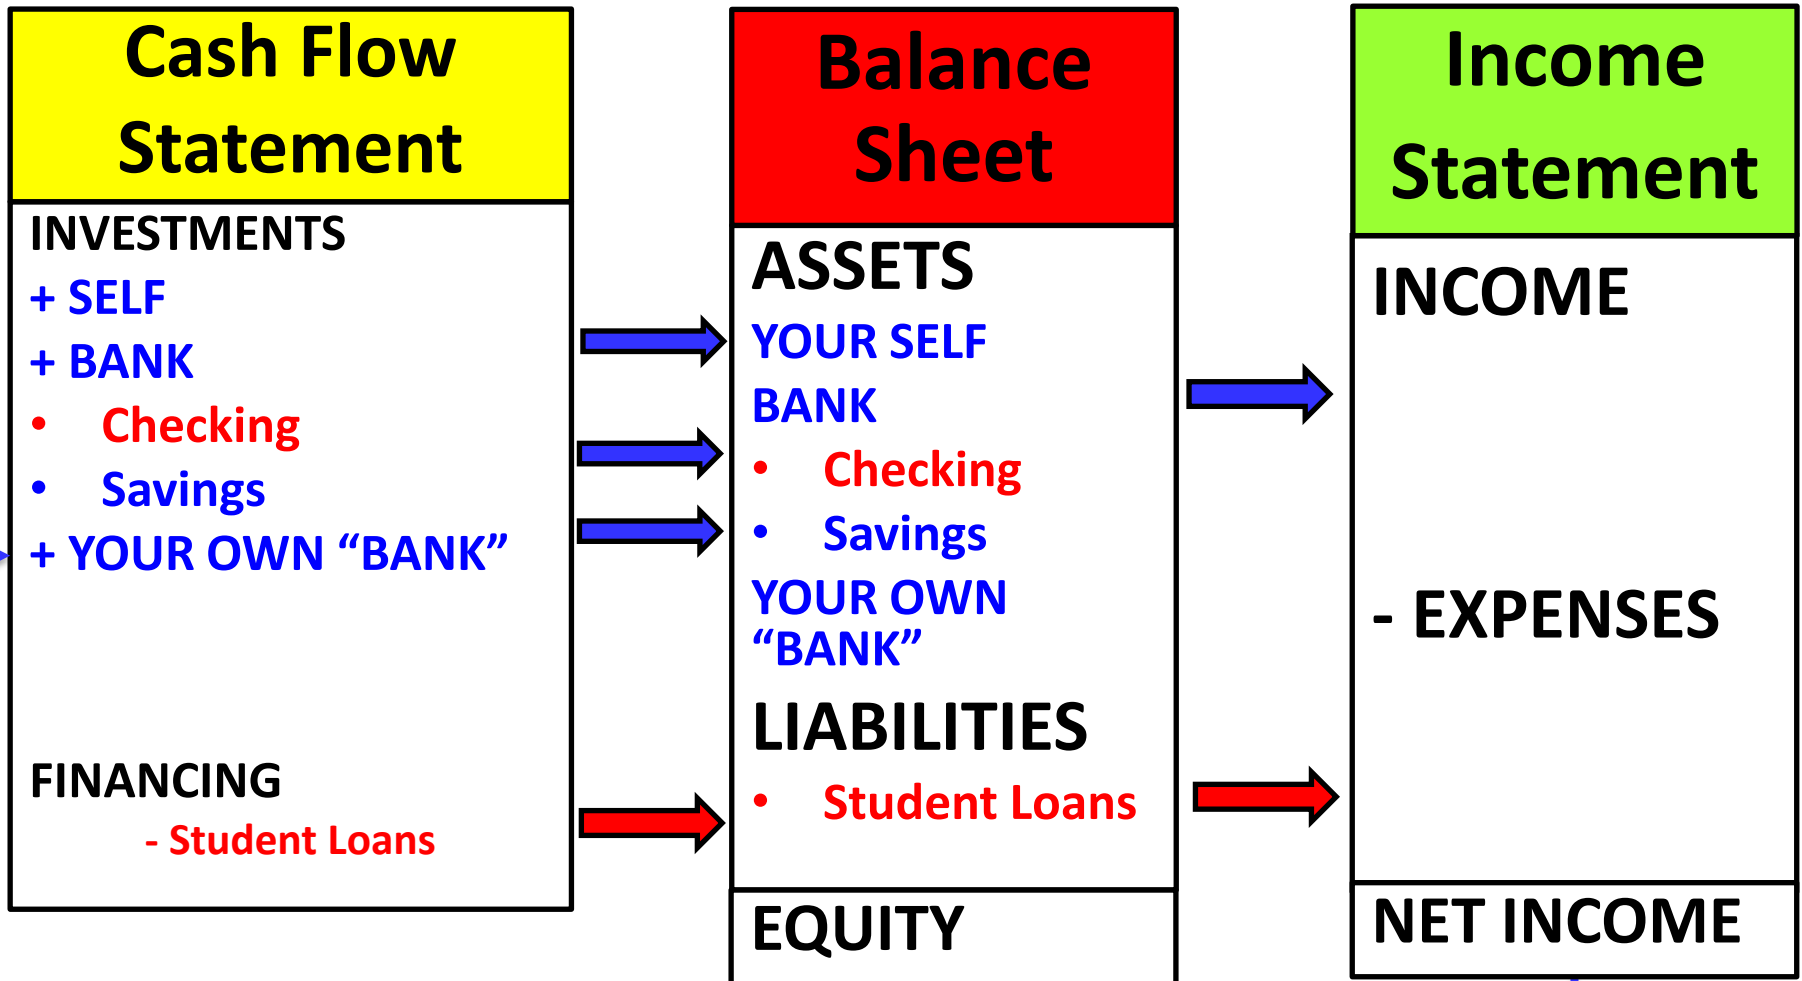 Cash Flow
Statement
INVESTMENTS
+ SELF
+ BANK
• Checking
• Savings
+ YOUR OWN “BANK”
FINANCING
- Student Loans
Balance
Sheet
ASSETS
YOUR SELF
BANK
• Checking
• Savings
YOUR OWN
“BANK”
LIABILITIES
• Student Loans
EQUITY
Income
Statement
INCOME
- EXPENSES
NET INCOME